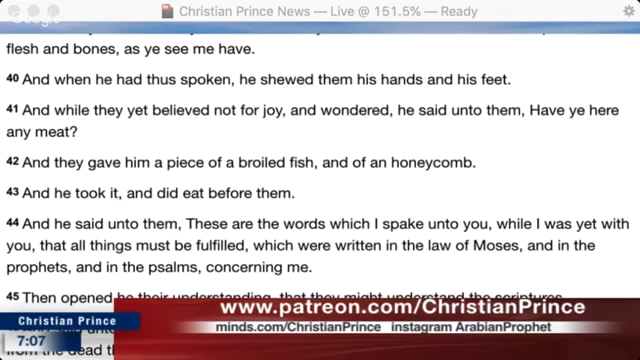 Christian Prince News — Live @ 151.5% — Ready
Google
flesh and bones, as ye see me have.
40 And when he had thus spoken, he shewed them his hands and his feet.
41 And while they yet believed not for joy, and wondered, he said unto them, Have ye here
any meat?
42 And they gave him a piece of a broiled fish, and of an honeycomb.
43 And he took it, and did eat before them.
44 And he said unto them, These are the words which I spake unto you, while I was yet with
you, that all things must be fulfilled, which were written in the law of Moses, and in the
prophets, and in the psalms, concerning me.
45 Then opened he their understanding, that they might understand the scriptures,
www.patreon.com/ChristianPrince
Christian Prince
minds.com/ChristianPrince instagram ArabianProphet
7:07
from the dead th